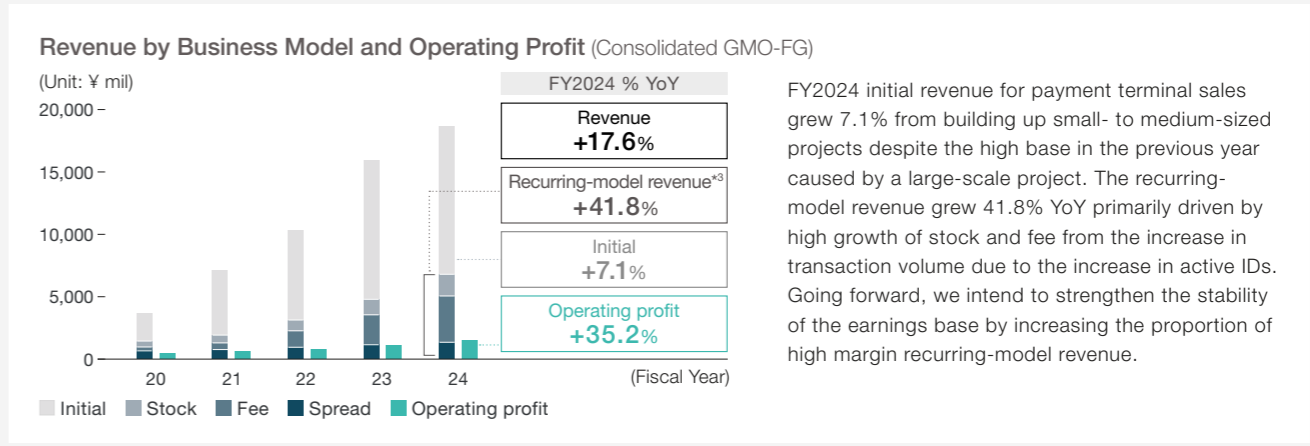 Revenue by Business Model and Operating Profit (Consolidated GMO-FG)
(Unit: ¥ mil)
20,000
15,000
10,000
5,000
0
20
21
22
23
24
(Fiscal Year)
FY2024 % YoY
Revenue
+17.6%
Recurring-model revenue*3
+41.8%
Initial
+7.1%
Operating profit
+35.2%
Initial
Stock
Fee
Spread
Operating profit
FY2024 initial revenue for payment terminal sales
grew 7.1% from building up small- to medium-sized
projects despite the high base in the previous year
caused by a large-scale project. The recurring-
model revenue grew 41.8% YoY primarily driven by
high growth of stock and fee from the increase in
transaction volume due to the increase in active IDs.
Going forward, we intend to strengthen the stability
of the earnings base by increasing the proportion of
high margin recurring-model revenue.